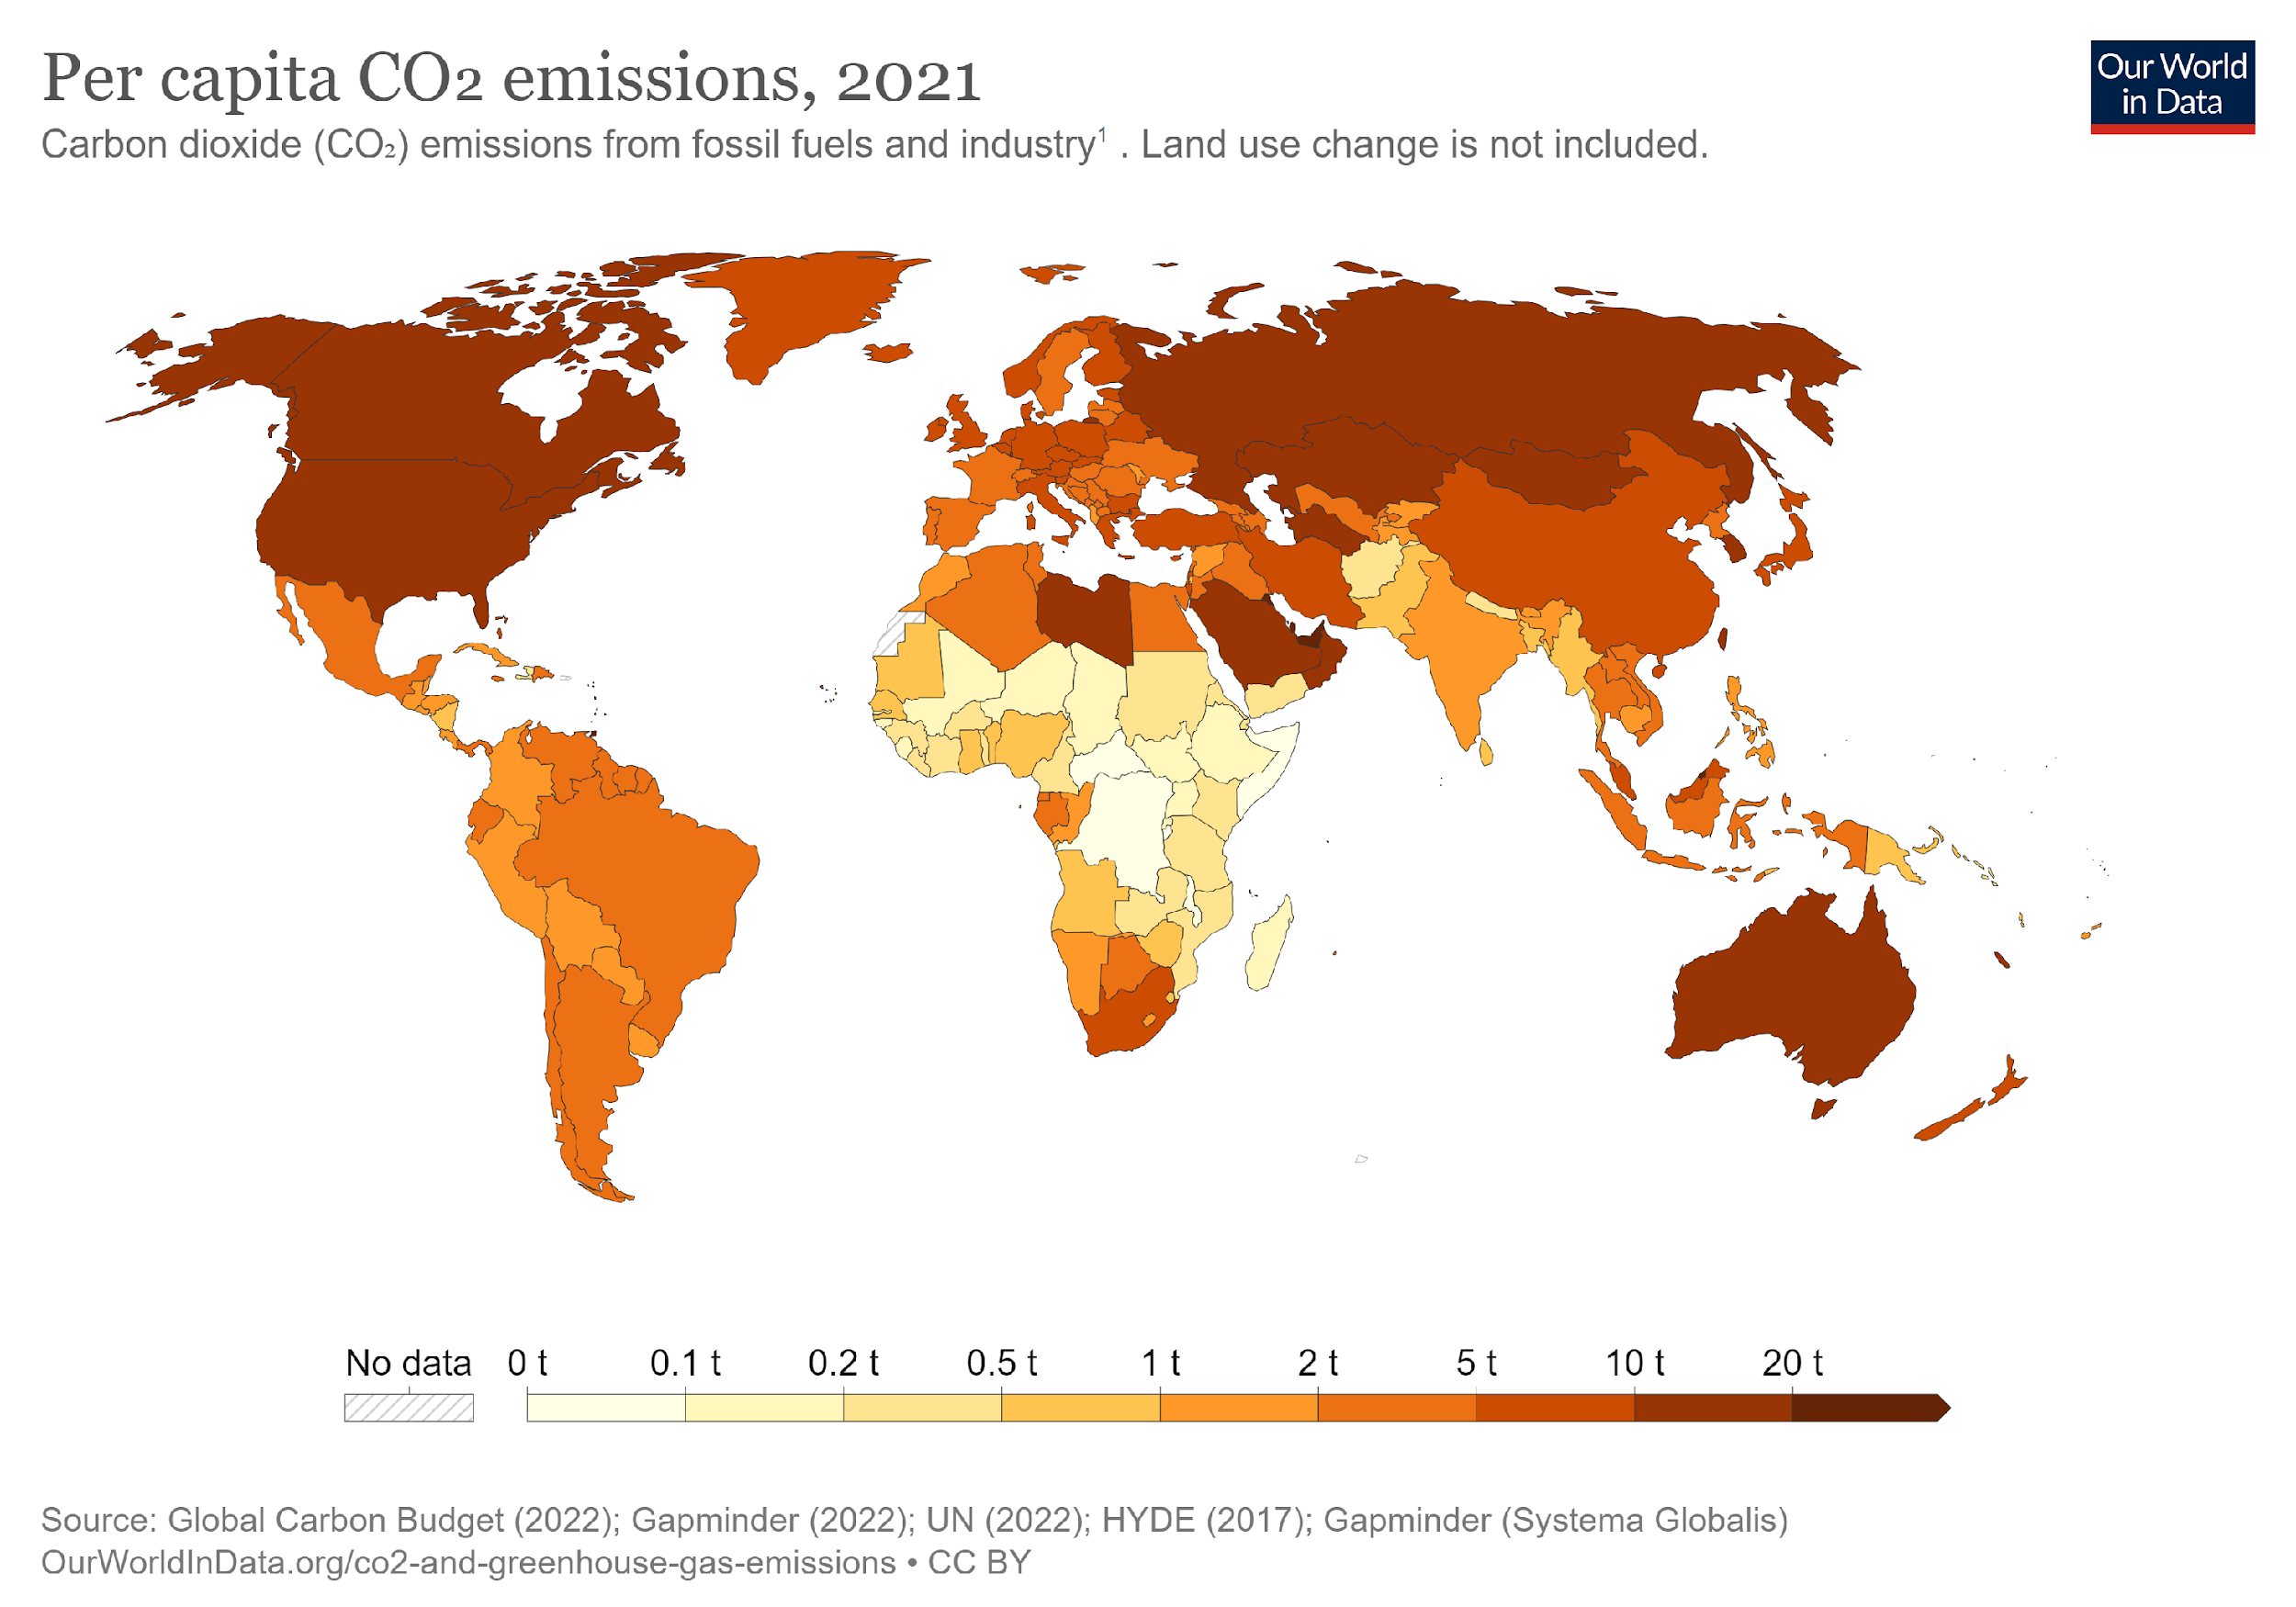 Per capita CO2 emissions, 2021
Our World
in Data
Carbon dioxide (CO₂) emissions from fossil fuels and industry¹ . Land use change is not included.
No data 0 t 0.1 t 0.2 t 0.5 t 1 t 2 t 5 t 10 t 20 t
Source: Global Carbon Budget (2022); Gapminder (2022); UN (2022); HYDE (2017); Gapminder (Systema Globalis)
OurWorldInData.org/co2-and-greenhouse-gas-emissions • CC BY